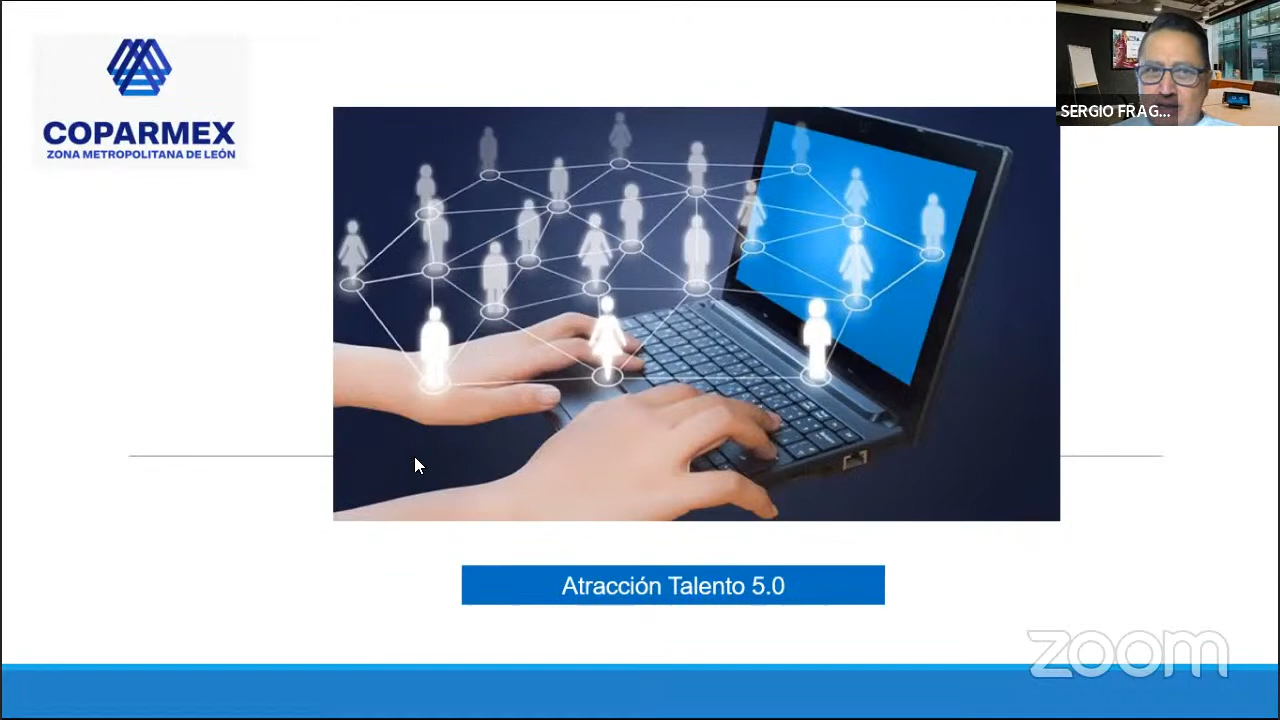 COPARMEX
ZONA METROPOLITANA DE LEÓN
SERGIO FRAG...
Atracción Talento 5.0
zoom